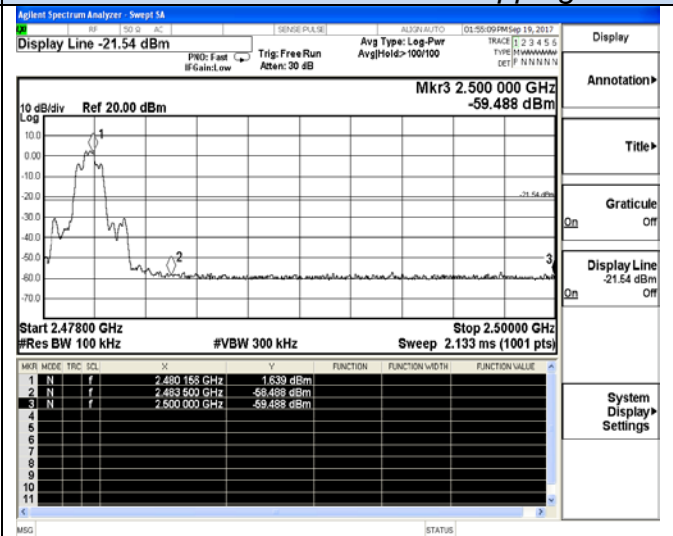 Agilent Spectrum Analyzer - Swept SA
RF 50 Ω AC SENSE:PULSE ALIGN AUTO 01:55:09 PM Sep 19, 2017
Display Line -21.54 dBm
PNO: Fast
IFGain:Low
Trig: Free Run
Atten: 30 dB
Avg Type: Log-Pwr
Avg|Hold:>100/100
TRACE 1 2 3 4 5 6
TYPE MWWWWW
DET P N N N N N
Mkr3 2.500 000 GHz
-59.488 dBm
10 dB/div Ref 20.00 dBm
Log
10.0
0.00
-10.0
-20.0
-30.0
-40.0
-50.0
-60.0
-70.0
1
2
3
-21.54 dBm
Start 2.47800 GHz Stop 2.50000 GHz
#Res BW 100 kHz #VBW 300 kHz Sweep 2.133 ms (1001 pts)
MKR MODE TRC SCL X Y FUNCTION FUNCTION WIDTH FUNCTION VALUE
1 N f 2.480 156 GHz 1.639 dBm
2 N f 2.483 500 GHz -58.488 dBm
3 N f 2.500 000 GHz -59.488 dBm
4
5
6
7
8
9
10
11
MSG STATUS
Display
Annotation
Title
Graticule
On Off
Display Line
-21.54 dBm
On Off
System
Display
Settings